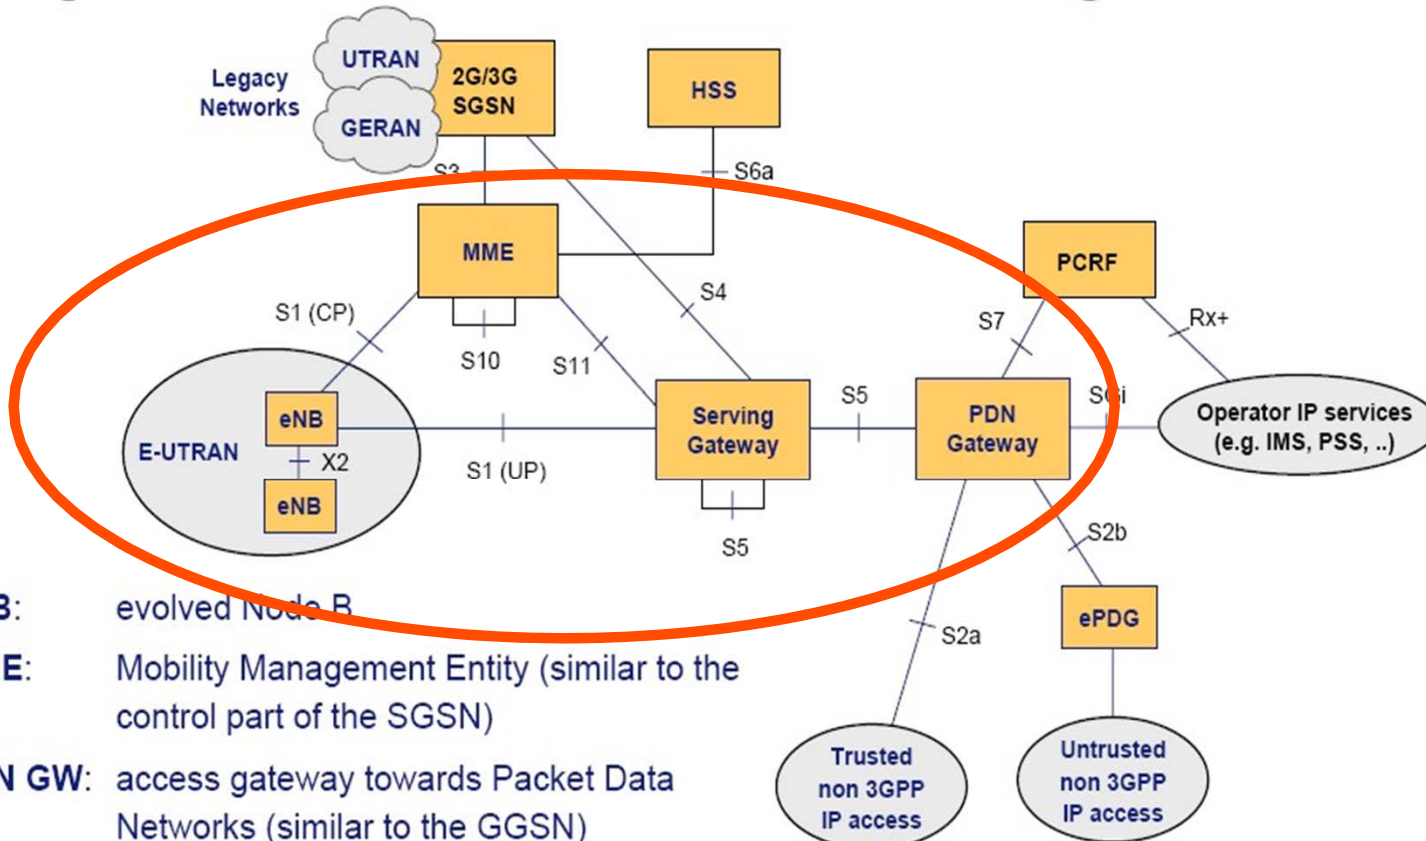 UTRAN
Legacy
Networks
GERAN
2G/3G
SGSN
HSS
S3
S6a
MME
PCRF
S1 (CP)
S10
S11
S4
S7
Rx+
E-UTRAN
eNB
X2
eNB
S1 (UP)
Serving
Gateway
S5
S5
PDN
Gateway
SGi
Operator IP services
(e.g. IMS, PSS, ..)
S2b
S2a
ePDG
Trusted
non 3GPP
IP access
Untrusted
non 3GPP
IP access
B: evolved Node B
E: Mobility Management Entity (similar to the
control part of the SGSN)
N GW: access gateway towards Packet Data
Networks (similar to the GGSN)